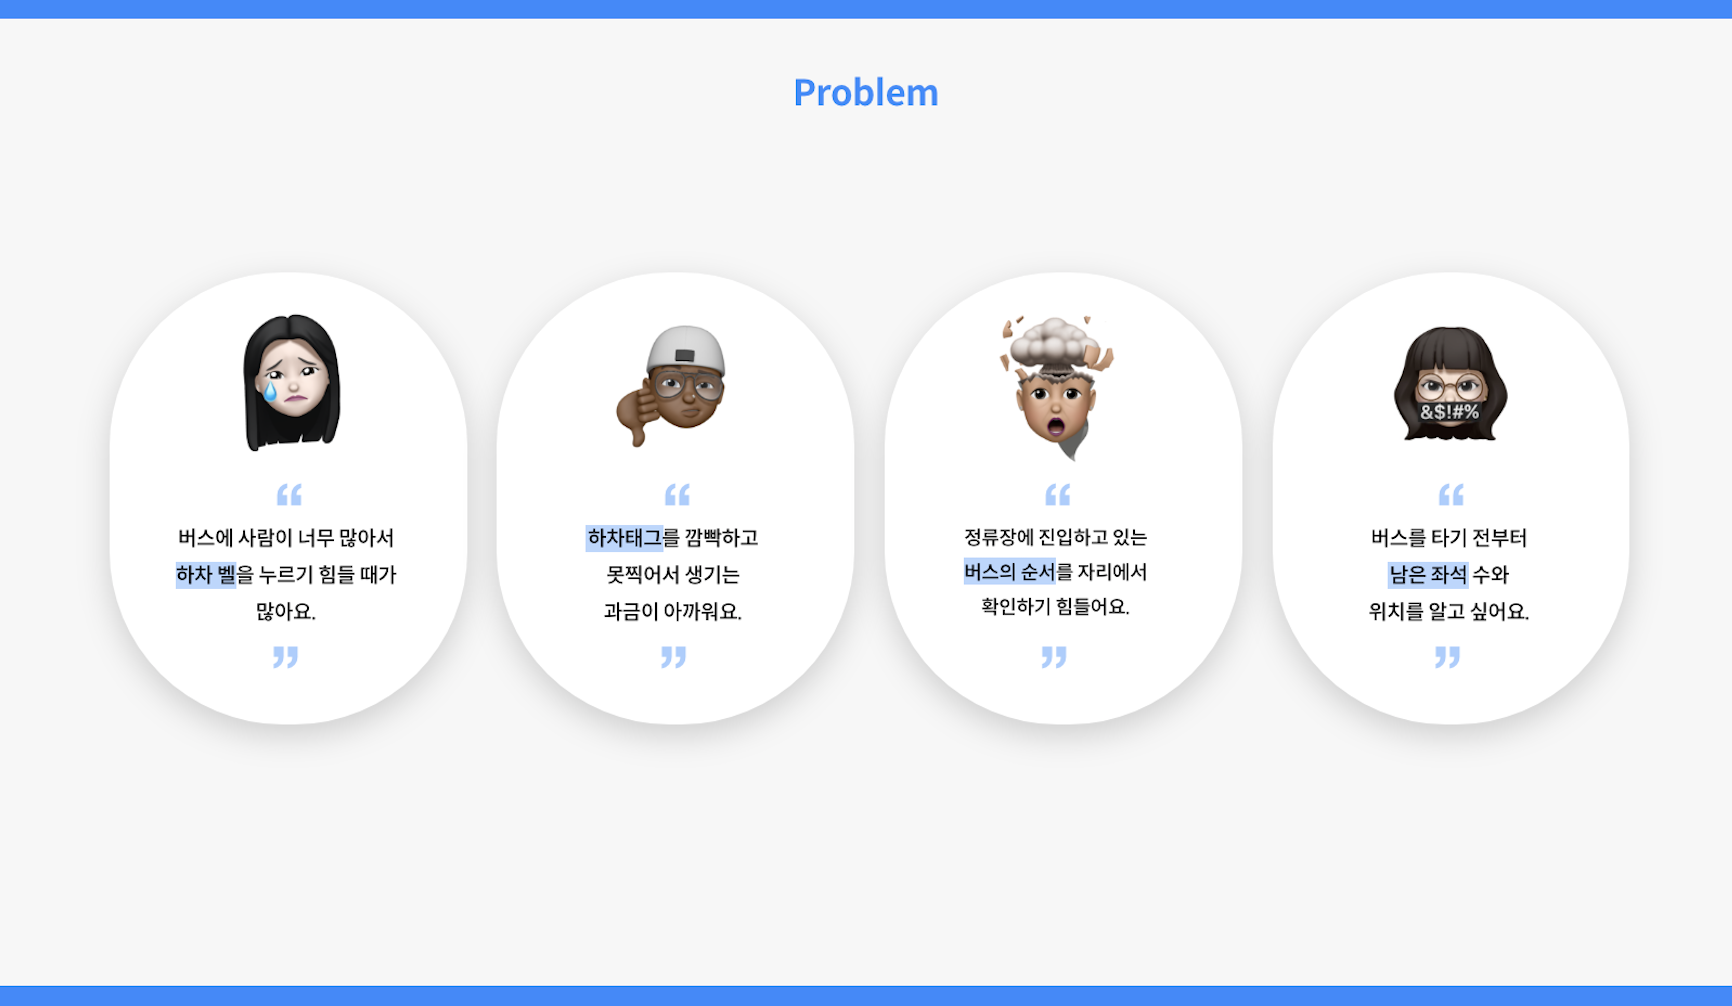 Problem
“
버스에 사람이 너무 많아서
하차 벨을 누르기 힘들 때가
많아요.
”
“
하차태그를 깜빡하고
못찍어서 생기는
과금이 아까워요.
”
“
정류장에 진입하고 있는
버스의 순서를 자리에서
확인하기 힘들어요.
”
&$!#%
“
버스를 타기 전부터
남은 좌석 수와
위치를 알고 싶어요.
”